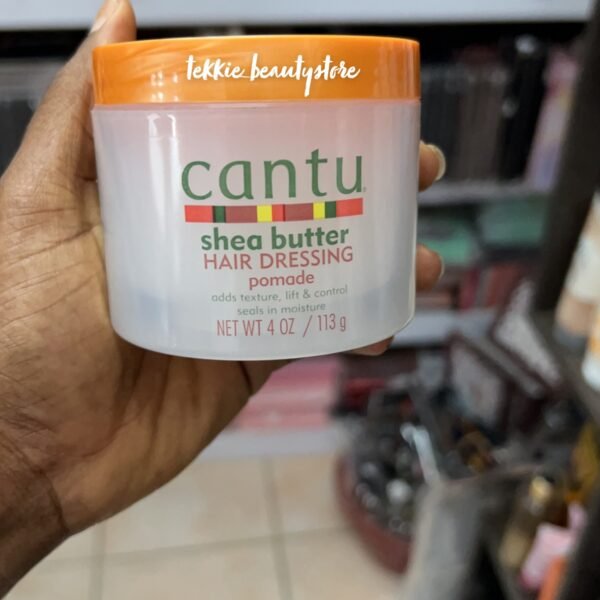 tekkie_beautystore
cantu®
shea butter
HAIR DRESSING
pomade
adds texture, lift & control
seals in moisture
NET WT 4 OZ / 113 g